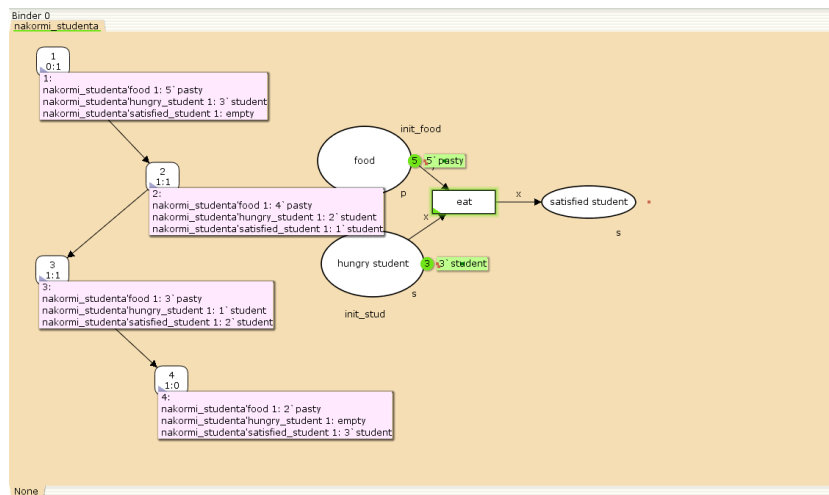 Binder 0
nakormi_studenta
1
0:1
1:
nakormi_studenta'food 1: 5`pasty
nakormi_studenta'hungry_student 1: 3`student
nakormi_studenta'satisfied_student 1: empty
2
1:1
2:
nakormi_studenta'food 1: 4`pasty
nakormi_studenta'hungry_student 1: 2`student
nakormi_studenta'satisfied_student 1: 1`student
3
1:1
3:
nakormi_studenta'food 1: 3`pasty
nakormi_studenta'hungry_student 1: 1`student
nakormi_studenta'satisfied_student 1: 2`student
4
1:0
4:
nakormi_studenta'food 1: 2`pasty
nakormi_studenta'hungry_student 1: empty
nakormi_studenta'satisfied_student 1: 3`student
init_food
food
5
5`pasty
p
eat
x
satisfied student
s
x
hungry student
3
3`student
s
init_stud
None